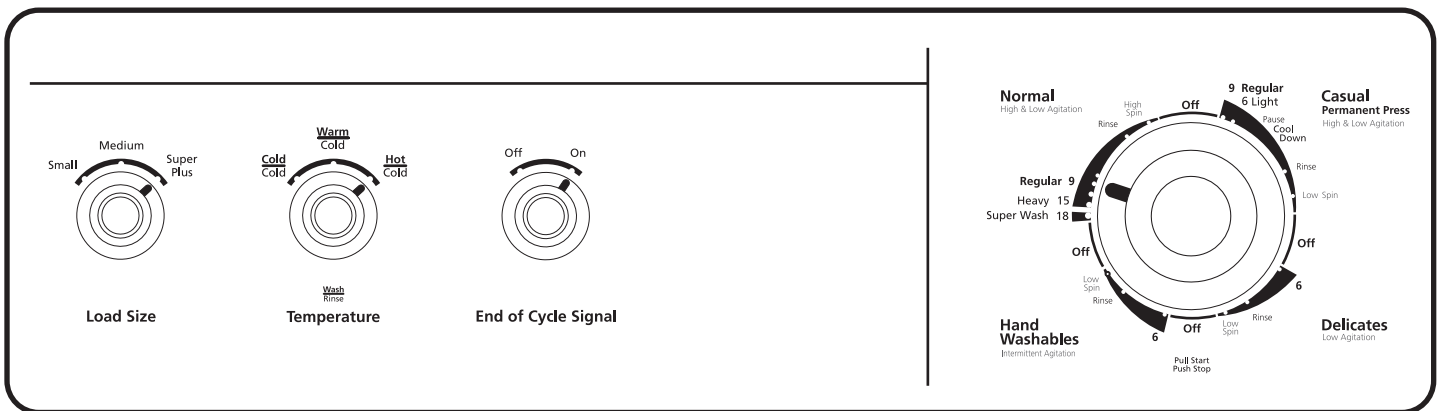 Small
Medium
Super
Plus
Load Size
Cold
Cold
Warm
Cold
Hot
Cold
Wash
Rinse
Temperature
Off
On
End of Cycle Signal
Normal
High & Low Agitation
Rinse
High
Spin
Off
Regular 9
Heavy 15
Super Wash 18
Off
9 Regular
6 Light
Pause
Cool
Down
Rinse
Low Spin
Off
Casual
Permanent Press
High & Low Agitation
Low
Spin
Rinse
6
Hand
Washables
Intermittent Agitation
Off
Low
Spin
Rinse
6
Delicates
Low Agitation
Pull Start
Push Stop